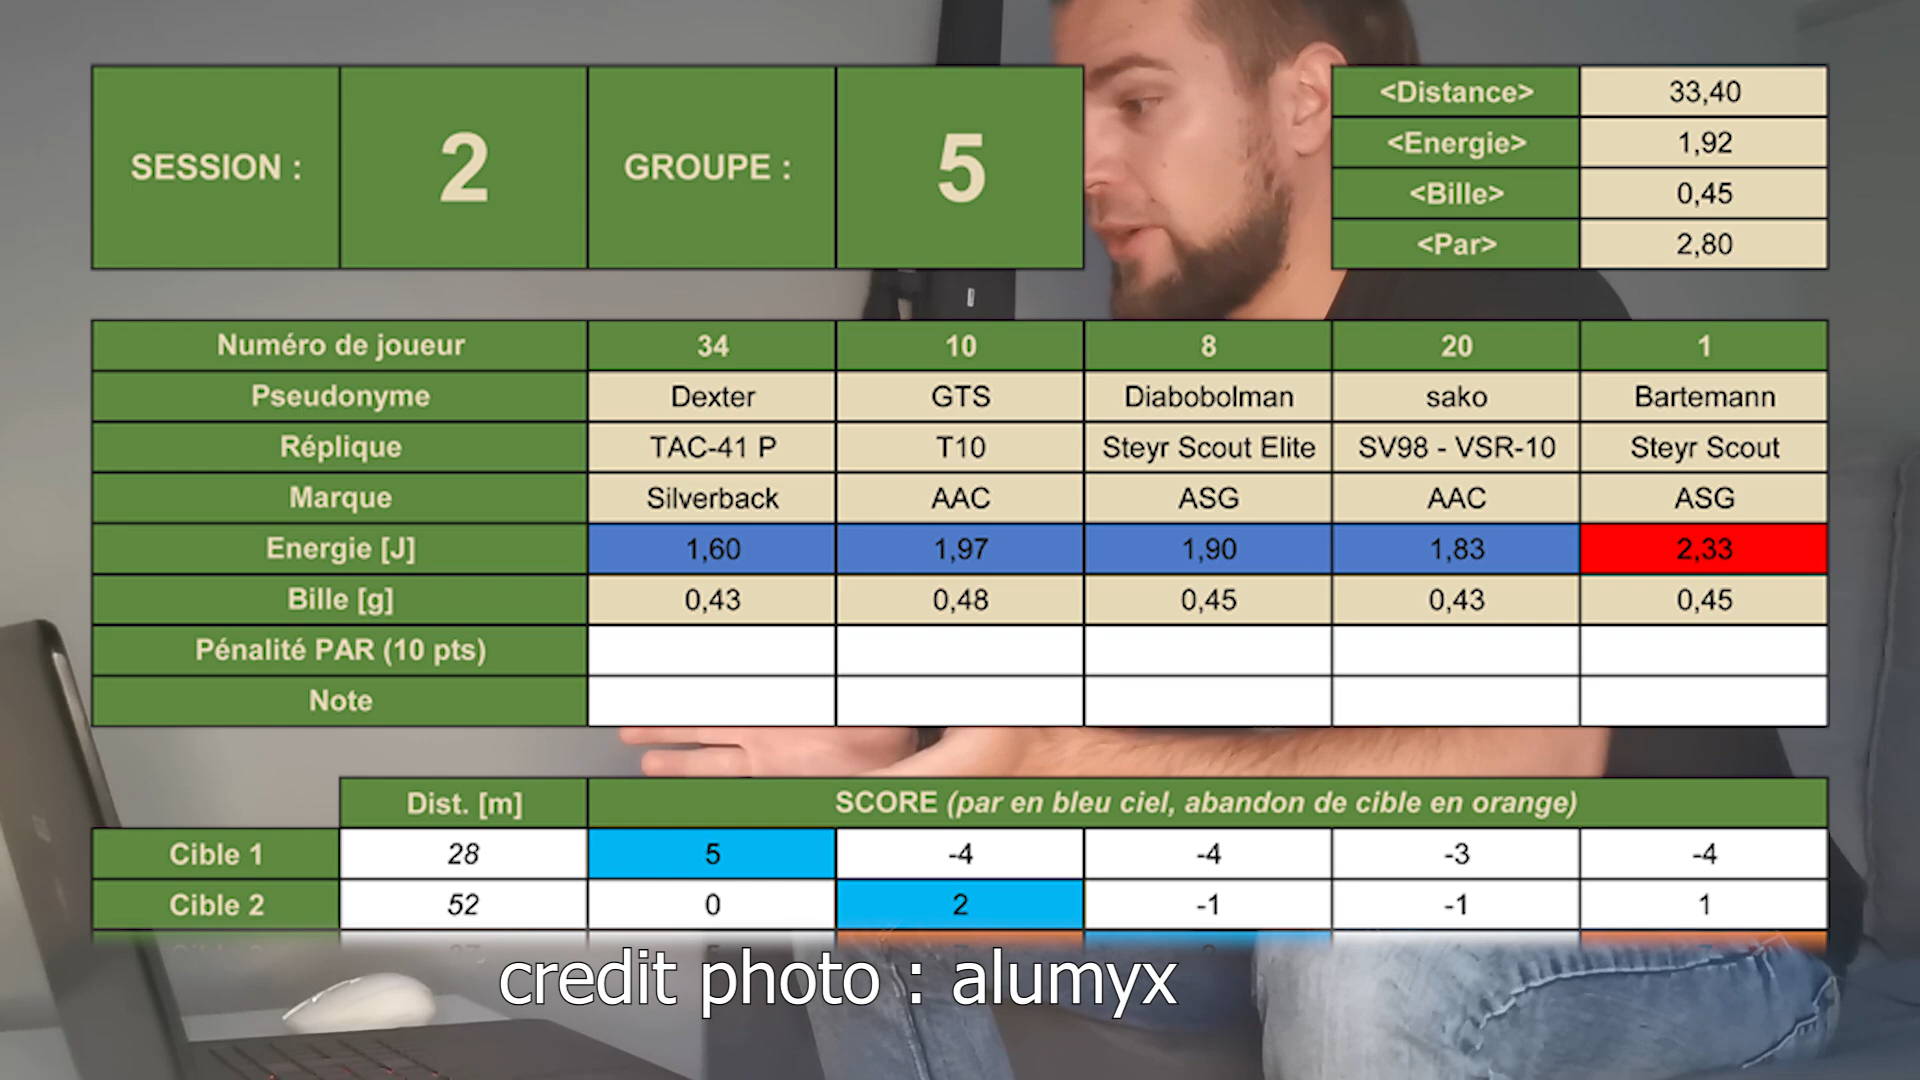 SESSION : 2 GROUPE : 5
<Distance> 33,40
<Energie> 1,92
<Bille> 0,45
<Par> 2,80
Numéro de joueur 34 10 8 20 1
Pseudonyme Dexter GTS Diabobolman sako Bartemann
Réplique TAC-41 P T10 Steyr Scout Elite SV98 - VSR-10 Steyr Scout
Marque Silverback AAC ASG AAC ASG
Energie [J] 1,60 1,97 1,90 1,83 2,33
Bille [g] 0,43 0,48 0,45 0,43 0,45
Pénalité PAR (10 pts)
Note
Dist. [m] SCORE (par en bleu ciel, abandon de cible en orange)
Cible 1 28 5 -4 -4 -3 -4
Cible 2 52 0 2 -1 -1 1
credit photo : alumyx